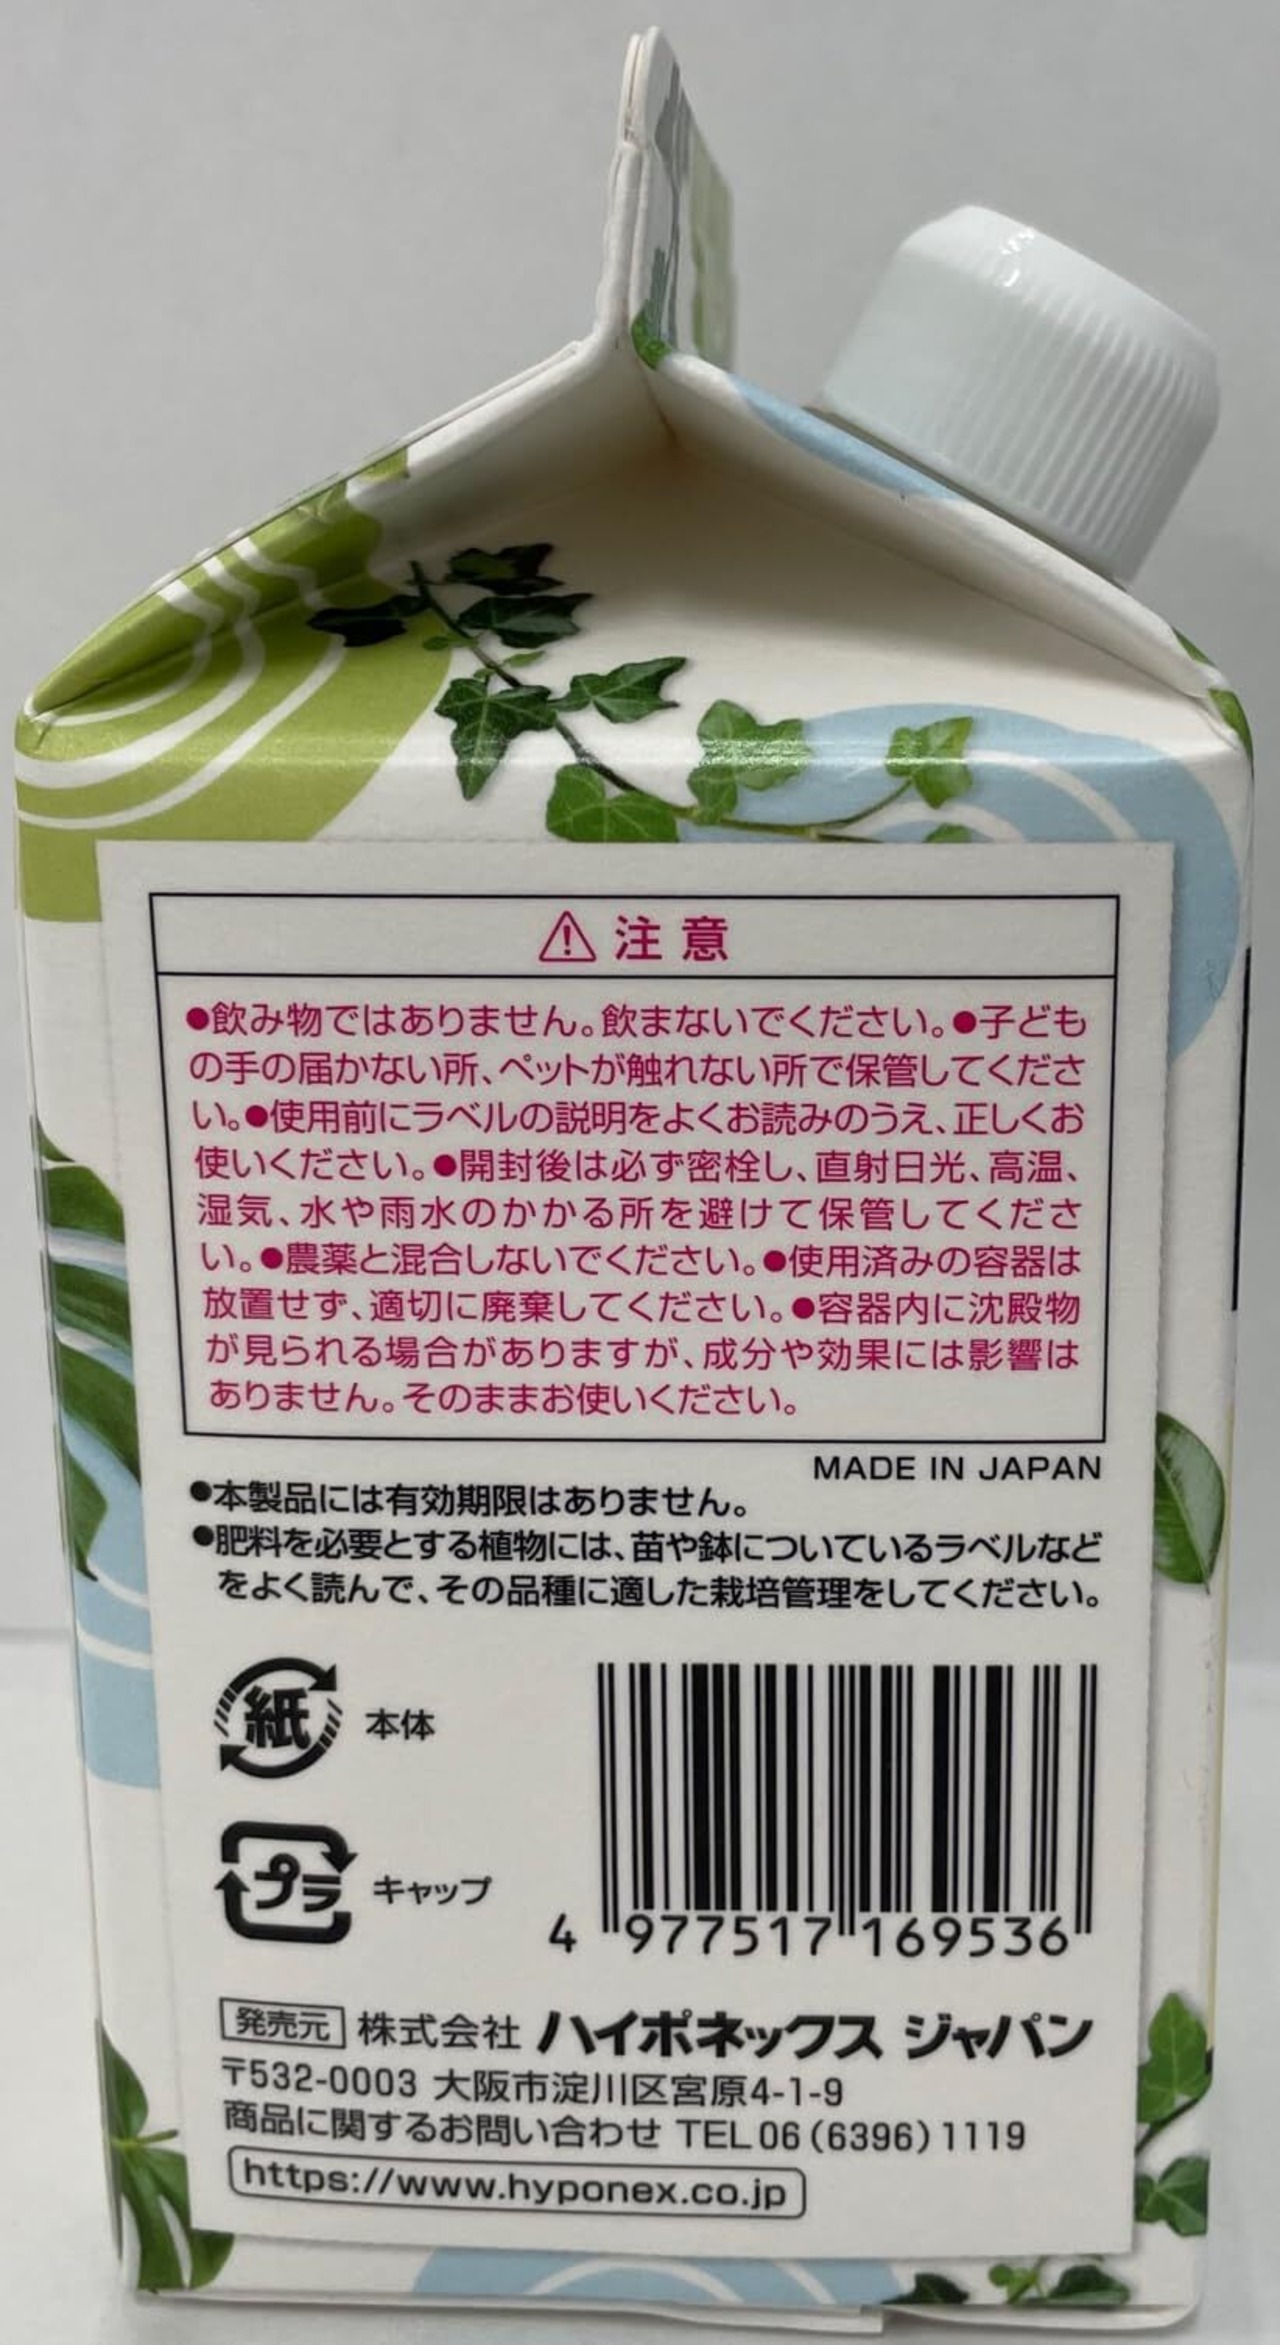 注意
●飲み物ではありません。飲まないでください。●子ども
の手の届かない所、ペットが触れない所で保管してくださ
い。●使用前にラベルの説明をよくお読みのうえ、正しくお
使いください。●開封後は必ず密栓し、直射日光、高温、
湿気、水や雨水のかかる所を避けて保管してくださ
い。●農薬と混合しないでください。●使用済みの容器は
放置せず、適切に廃棄してください。●容器内に沈殿物
が見られる場合がありますが、成分や効果には影響は
ありません。そのままお使いください。
MADE IN JAPAN
●本製品には有効期限はありません。
●肥料を必要とする植物には、苗や鉢についているラベルなど
をよく読んで、その品種に適した栽培管理をしてください。
紙 本体
プラ キャップ
4 977517 169536
発売元 株式会社 ハイポネックス ジャパン
〒532-0003 大阪市淀川区宮原4-1-9
商品に関するお問い合わせ TEL 06(6396)1119
https://www.hyponex.co.jp